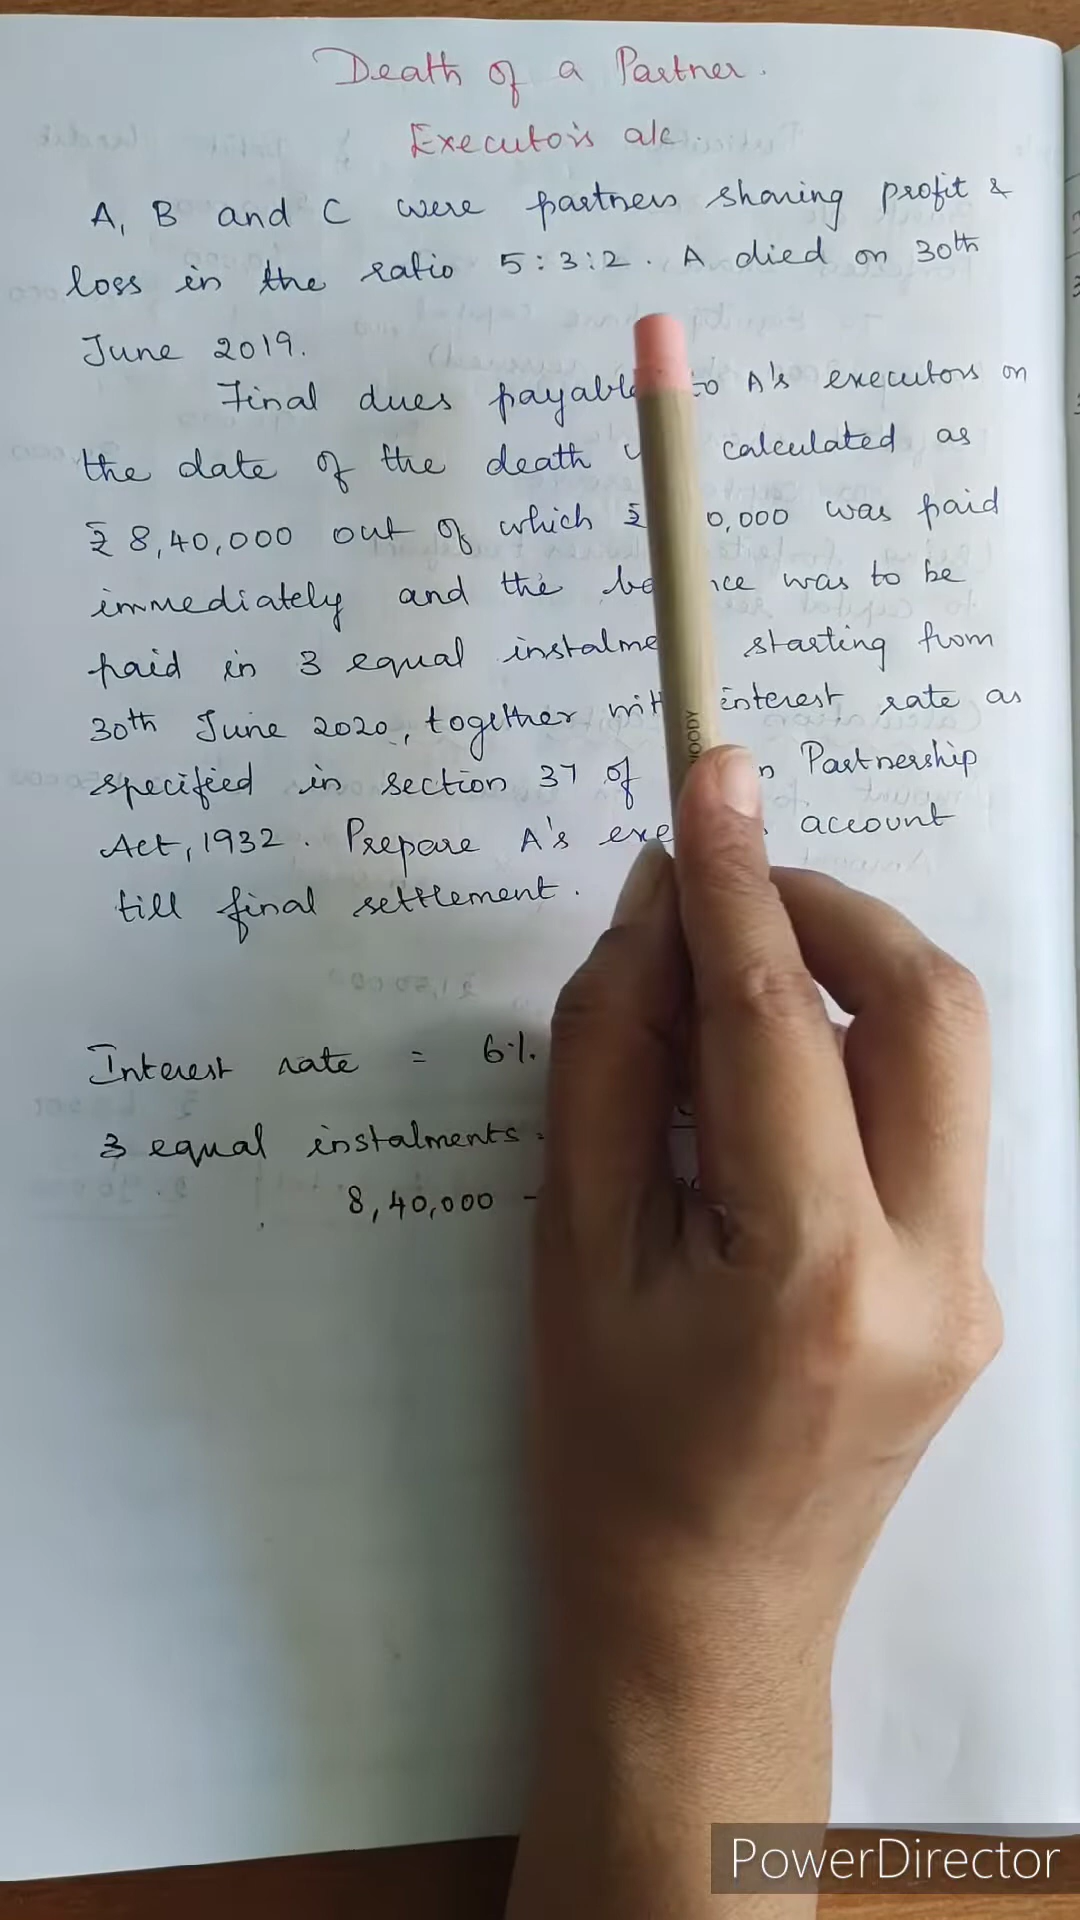 Death of a Partner.
Executor's a/c
A, B and C were partners sharing profit &
loss in the ratio 5:3:2. A died on 30th
June 2019.
Final dues payable to A's executors on
the date of the death calculated as
₹ 8,40,000 out of which ₹ 0,000 was paid
immediately and the was to be
paid in 3 equal starting from
30th June 2020, together with interest rate as
specified in section 37 of Partnership
Act, 1932. Prepare A's account
till final settlement.
Interest rate = 6%.
3 equal instalments =
8,40,000 -
WOODY
PowerDirector